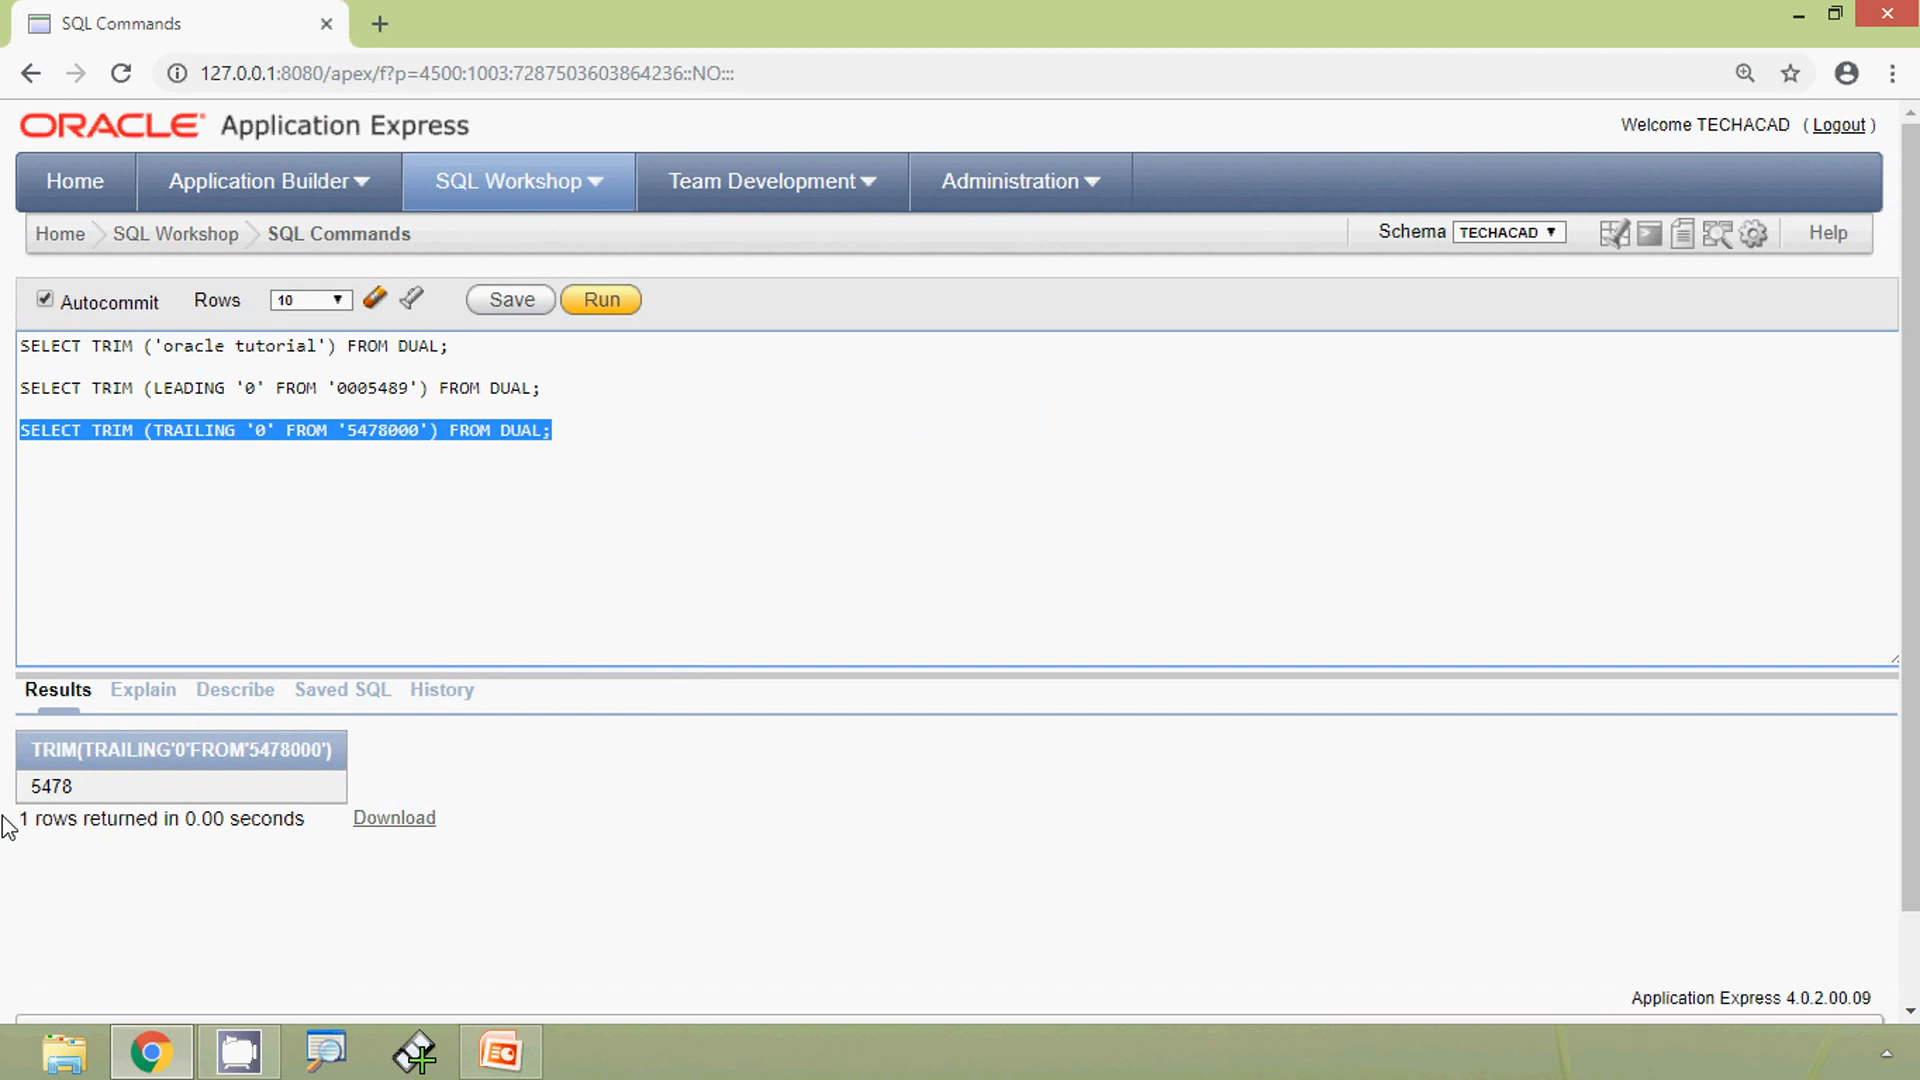 SQL Commands
127.0.0.1:8080/apex/f?p=4500:1003:7287503603864236::NO:::
ORACLE Application Express
Welcome TECHACAD ( Logout )
Home Application Builder SQL Workshop Team Development Administration
Home SQL Workshop SQL Commands Schema TECHACAD Help
Autocommit Rows 10 Save Run
SELECT TRIM ('oracle tutorial') FROM DUAL;
SELECT TRIM (LEADING '0' FROM '0005489') FROM DUAL;
SELECT TRIM (TRAILING '0' FROM '5478000') FROM DUAL;
Results Explain Describe Saved SQL History
TRIM(TRAILING'0'FROM'5478000')
5478
1 rows returned in 0.00 seconds Download
Application Express 4.0.2.00.09